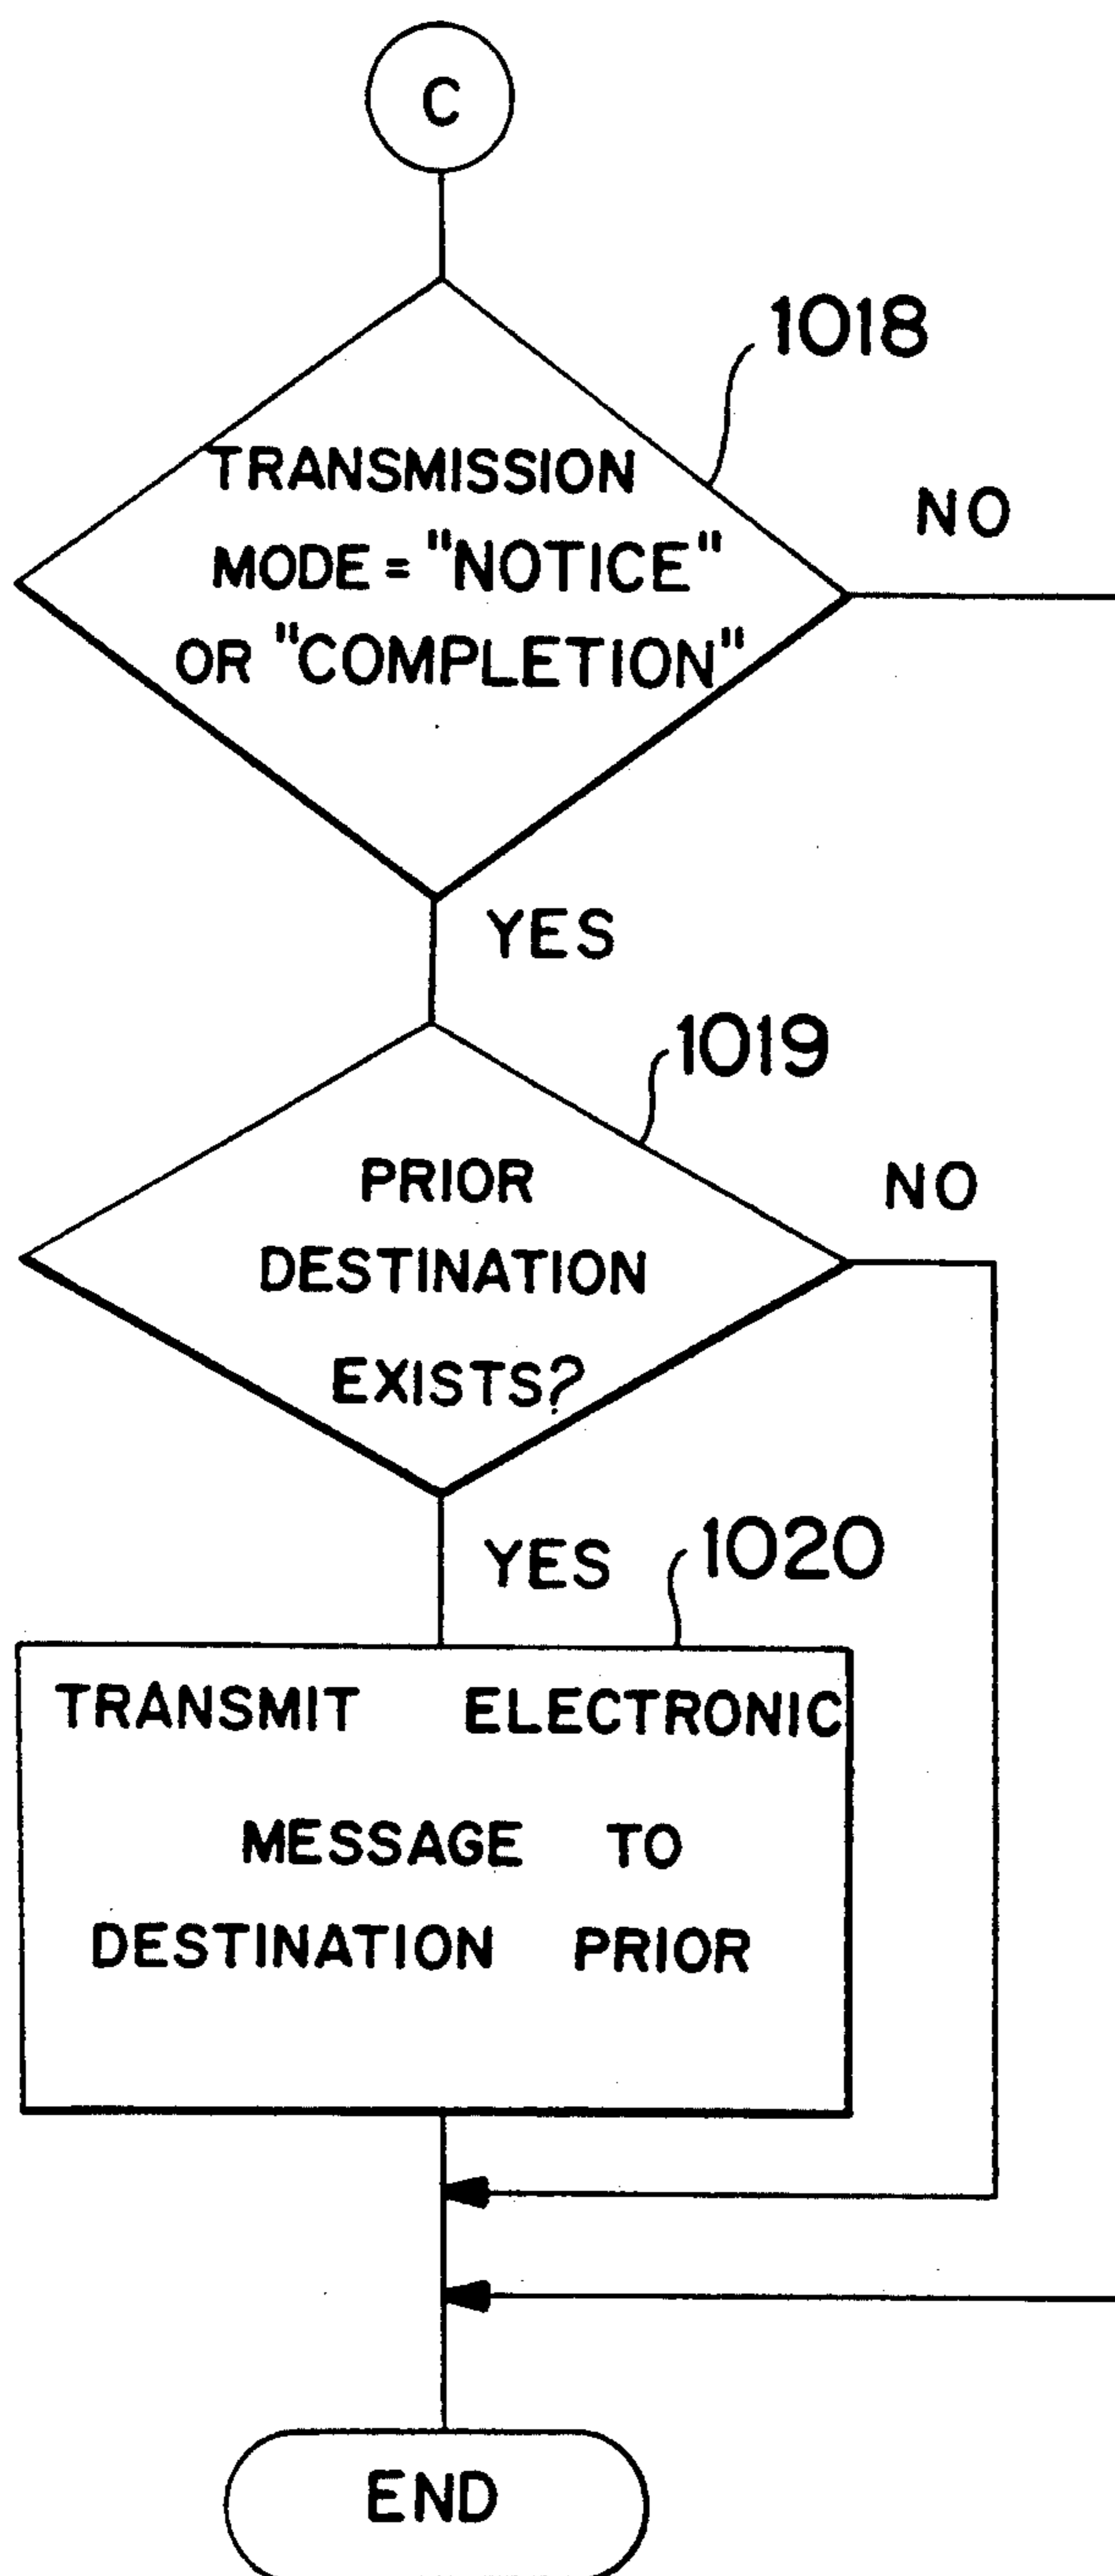 C
1018
TRANSMISSION
MODE = "NOTICE"
OR "COMPLETION"
NO
YES
1019
PRIOR
DESTINATION
EXISTS?
NO
YES
1020
TRANSMIT ELECTRONIC
MESSAGE TO
DESTINATION PRIOR
END